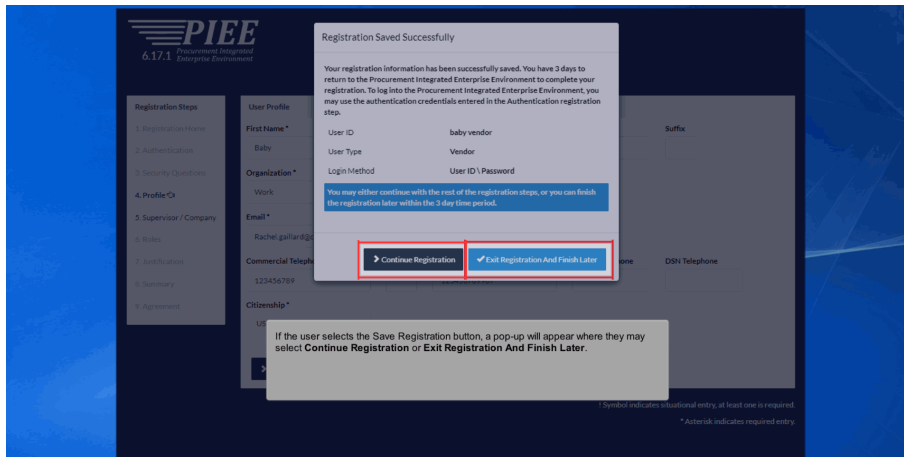 PIEE
6.17.1 Procurement Integrated
Enterprise Environment
Registration Steps
1. Registration Home
2. Authentication
3. Security Questions
4. Profile
5. Supervisor / Company
6. Roles
7. Justification
8. Summary
9. Agreement
User Profile
First Name *
Suffix
Baby
Organization *
Work
Email *
Rachel.gaillard@c
Commercial Teleph
one
DSN Telephone
123456789
Citizenship *
US
Registration Saved Successfully
Your registration information has been successfully saved. You have 3 days to
return to the Procurement Integrated Enterprise Environment to complete your
registration. To log into the Procurement Integrated Enterprise Environment, you
may use the authentication credentials entered in the Authentication registration
step.
User ID baby vendor
User Type Vendor
Login Method User ID \ Password
You may either continue with the rest of the registration steps, or you can finish
the registration later within the 3 day time period.
Continue Registration
Exit Registration And Finish Later
If the user selects the Save Registration button, a pop-up will appear where they may
select Continue Registration or Exit Registration And Finish Later.
! Symbol indicates situational entry, at least one is required.
* Asterisk indicates required entry.